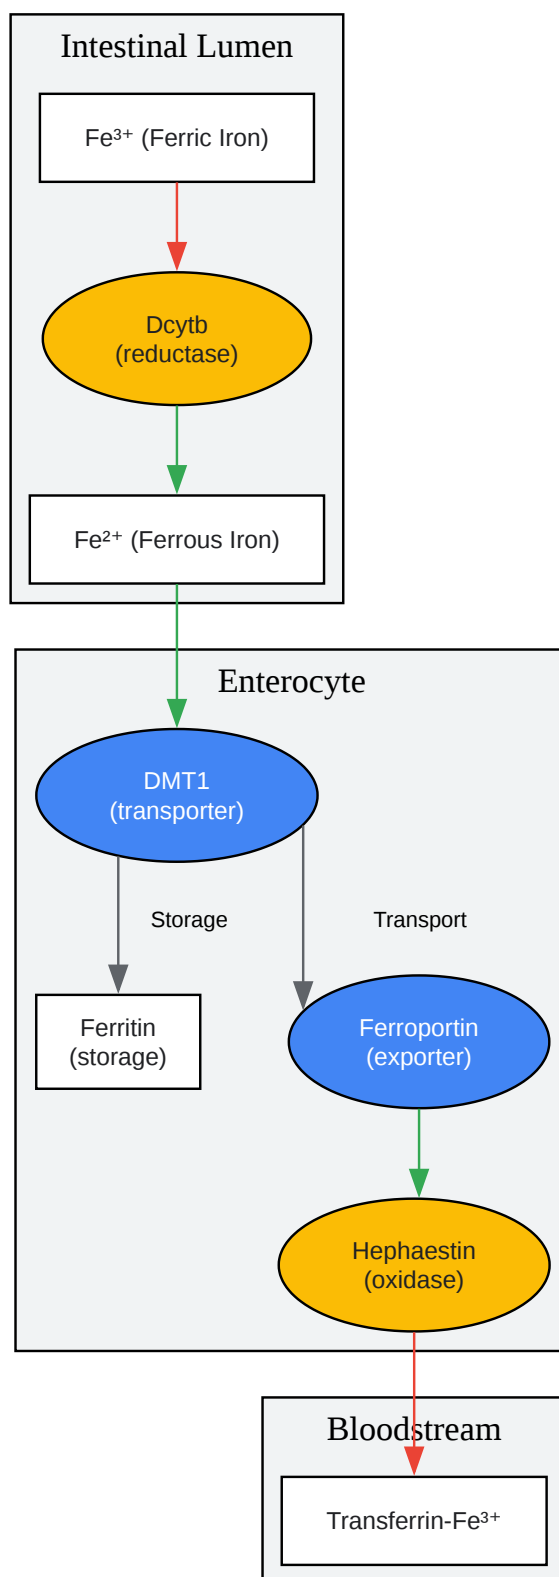 Intestinal Lumen
Fe³⁺ (Ferric Iron)
Dcytb
(reductase)
Fe²⁺ (Ferrous Iron)
Enterocyte
DMT1
(transporter)
Storage
Transport
Ferritin
(storage)
Ferroportin
(exporter)
Hephaestin
(oxidase)
Bloodstream
Transferrin-Fe³⁺